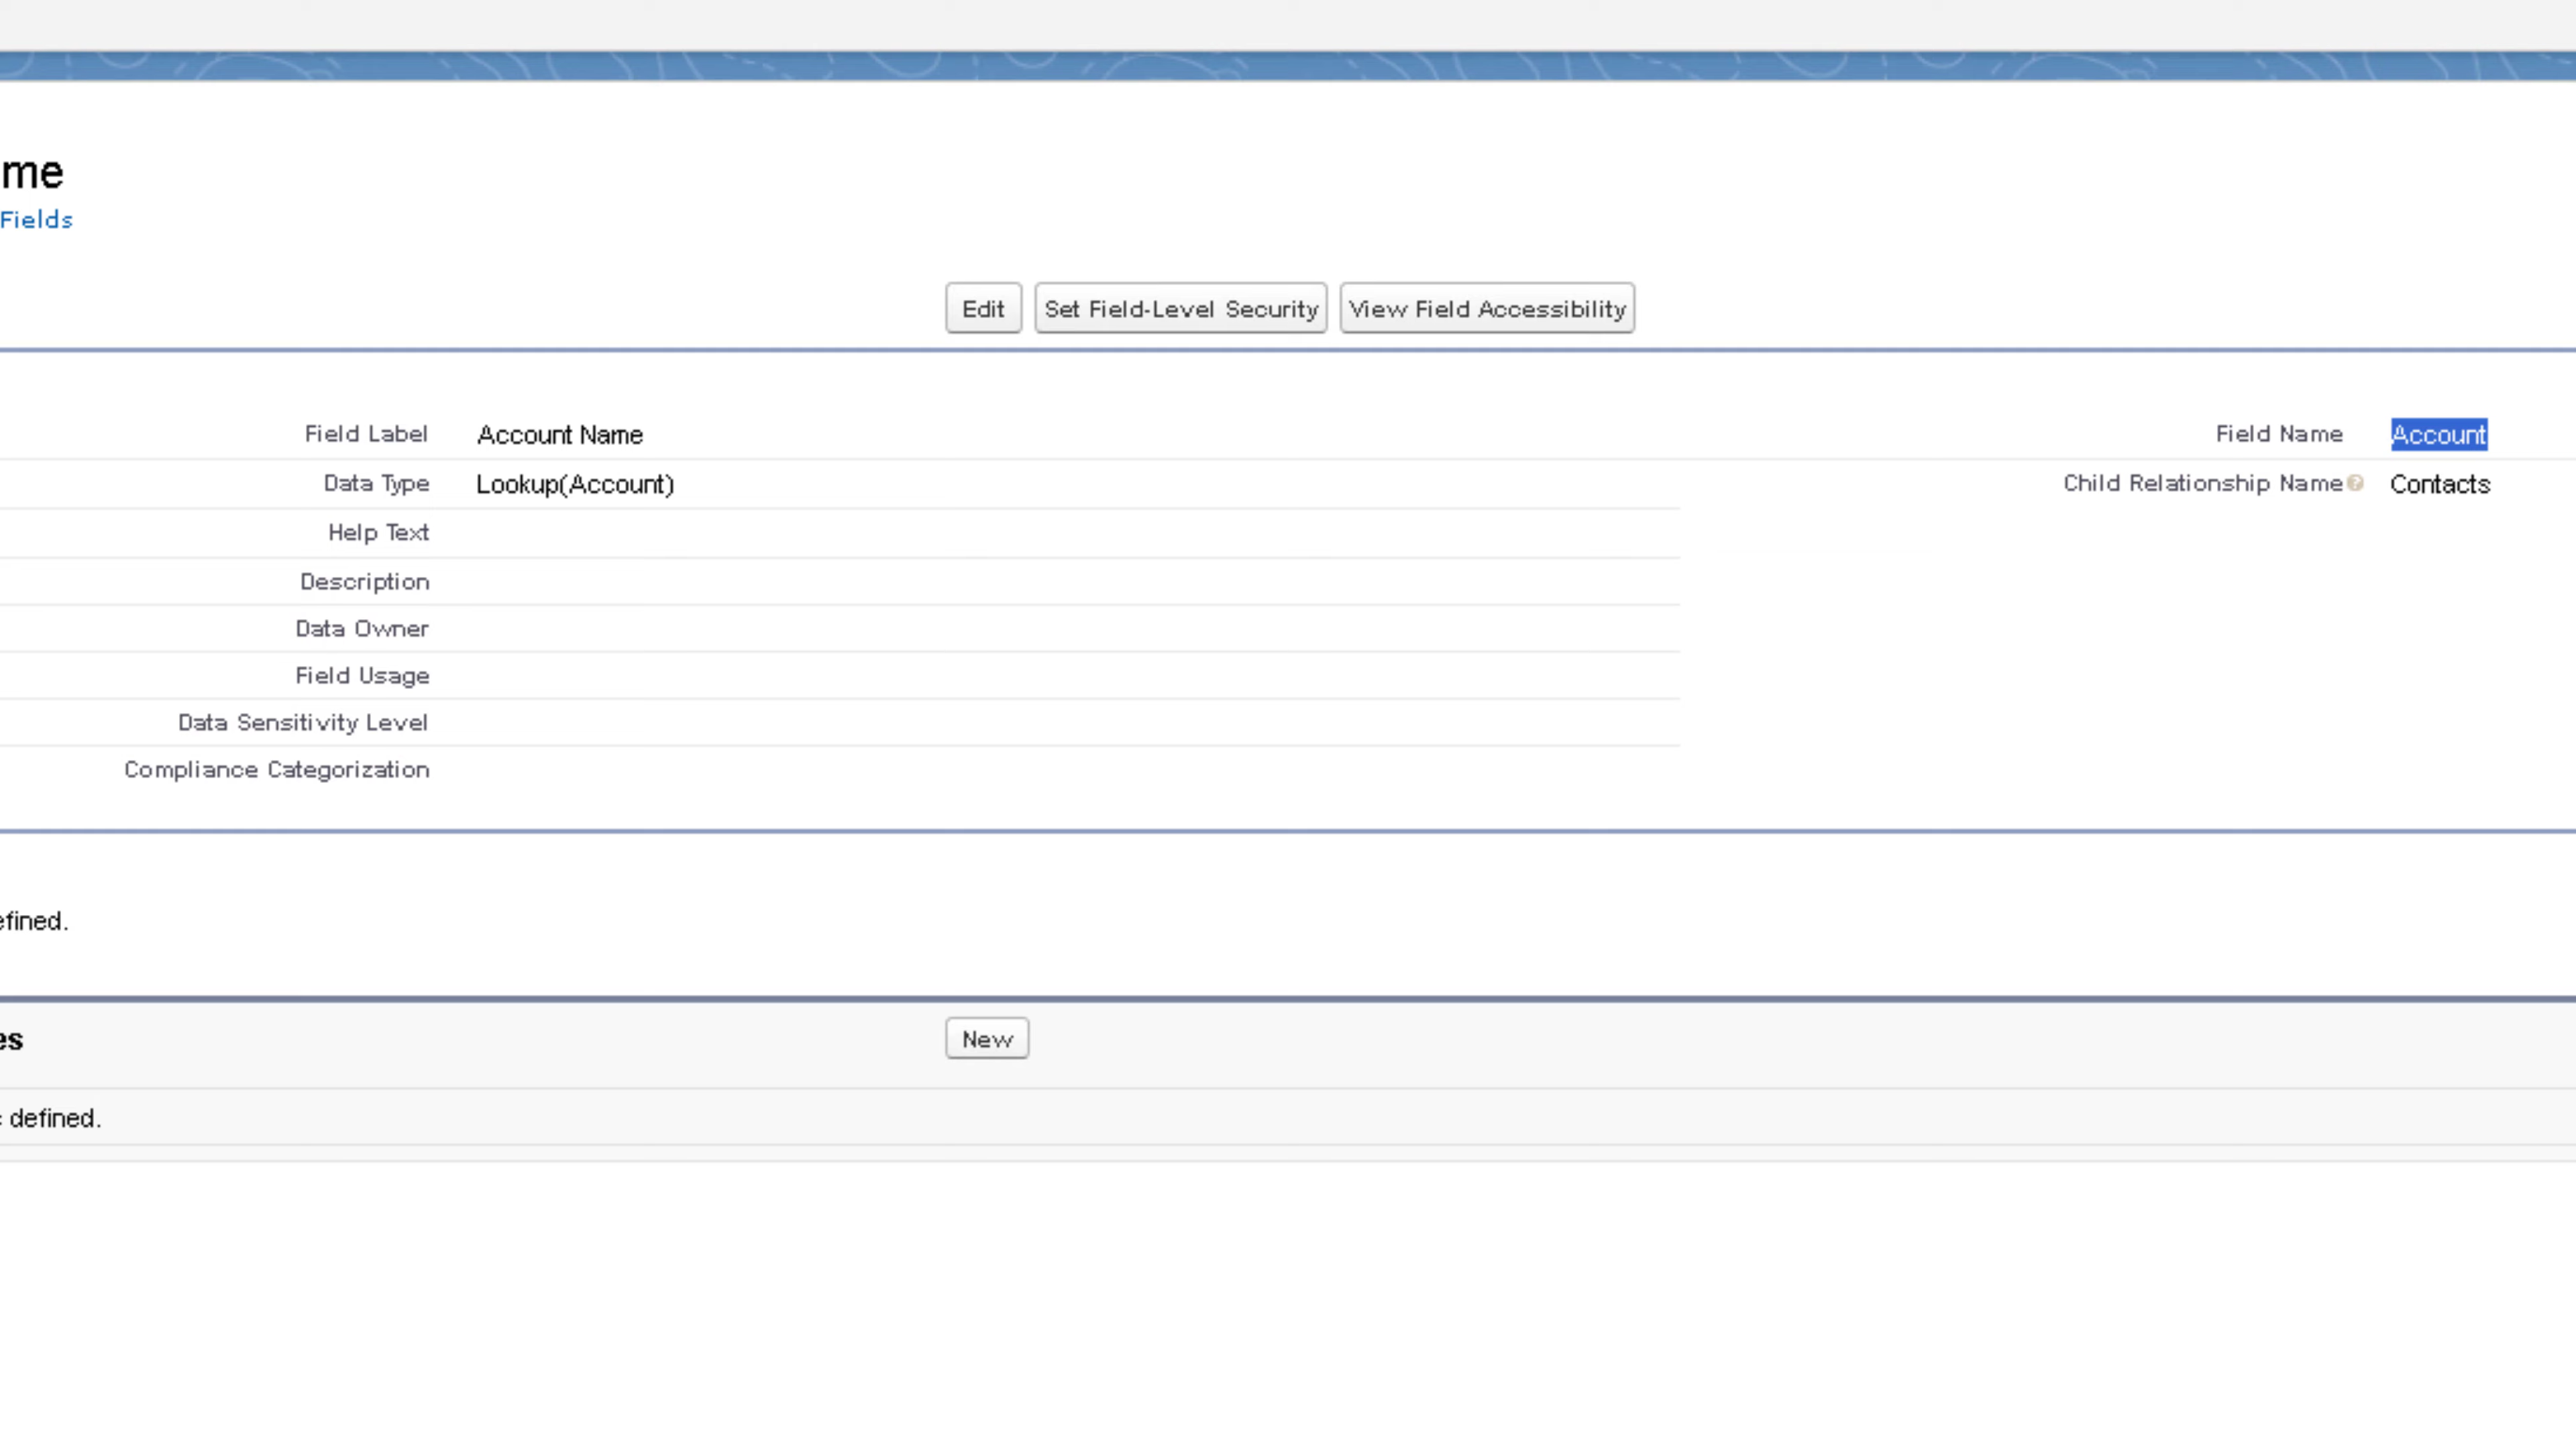 me
Fields
Edit Set Field-Level Security View Field Accessibility
Field Label Account Name Field Name Account
Data Type Lookup(Account) Child Relationship Name ? Contacts
Help Text
Description
Data Owner
Field Usage
Data Sensitivity Level
Compliance Categorization
efined.
es New
defined.